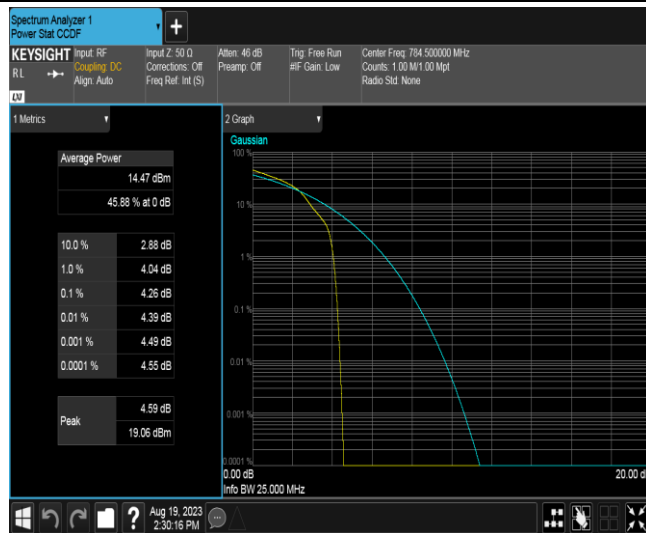 Spectrum Analyzer 1
Power Stat CCDF
+
KEYSIGHT
RL
Input: RF
Coupling: DC
Align: Auto
Input Z: 50 Ω
Corrections: Off
Freq Ref: Int (S)
Atten: 46 dB
Preamp: Off
Trig: Free Run
#IF Gain: Low
Center Freq: 784.500000 MHz
Counts: 1.00 M/1.00 Mpt
Radio Std: None
1 Metrics
Average Power
14.47 dBm
45.88 % at 0 dB
10.0 % 2.88 dB
1.0 % 4.04 dB
0.1 % 4.26 dB
0.01 % 4.39 dB
0.001 % 4.49 dB
0.0001 % 4.55 dB
Peak
4.59 dB
19.06 dBm
2 Graph
Gaussian
100 %
10 %
1 %
0.1 %
0.01 %
0.001 %
0.0001 %
0.00 dB
20.00 d
Info BW 25.000 MHz
?
Aug 19, 2023
2:30:16 PM